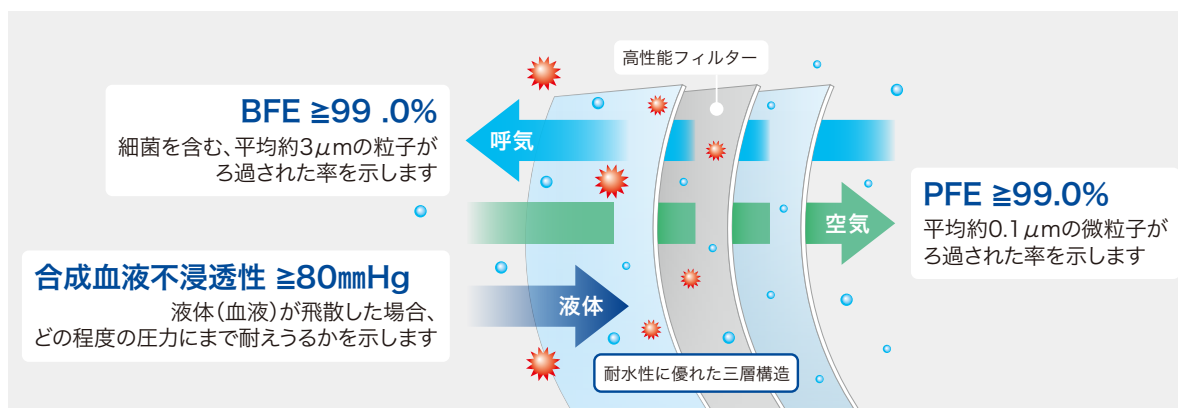 高性能フィルター
BFE ≧99 .0%
細菌を含む、平均約3μmの粒子が
ろ過された率を示します
呼気
PFE ≧99.0%
平均約0.1μmの微粒子が
ろ過された率を示します
空気
合成血液不浸透性 ≧80㎜Hg
液体(血液)が飛散した場合、
どの程度の圧力にまで耐えうるかを示します
液体
耐水性に優れた三層構造